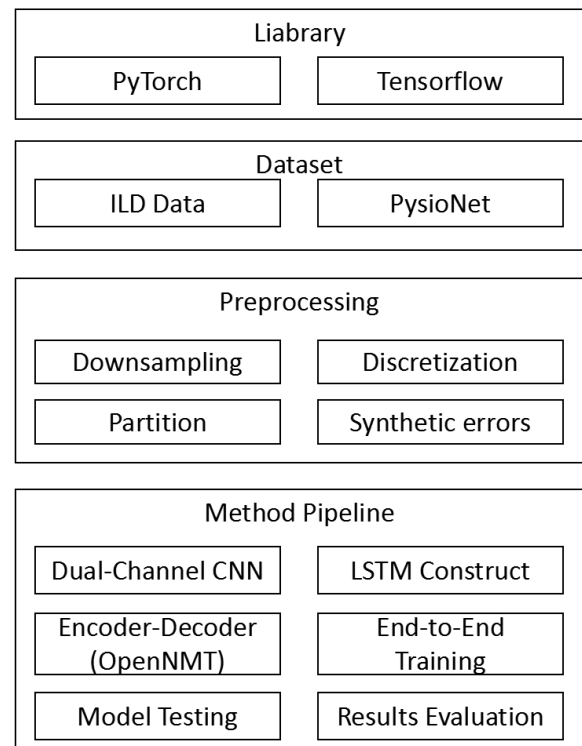 Liabrary
PyTorch
Tensorflow
Dataset
ILD Data
PysioNet
Preprocessing
Downsampling
Discretization
Partition
Synthetic errors
Method Pipeline
Dual-Channel CNN
LSTM Construct
Encoder-Decoder
(OpenNMT)
End-to-End
Training
Model Testing
Results Evaluation